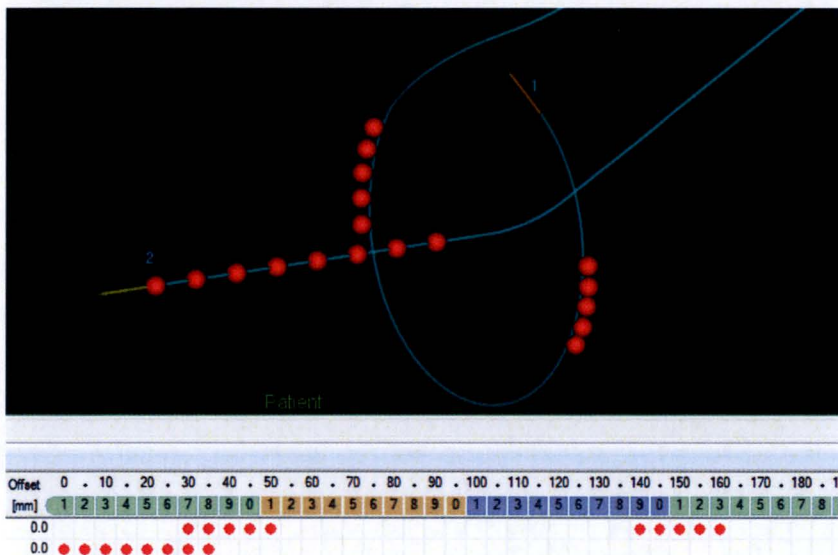 1
2
Patient
Offset 0 . 10 . 20 . 30 . 40 . 50 . 60 . 70 . 80 . 90 . 100 . 110 . 120 . 130 . 140 . 150 . 160 . 170 . 180 . 1
[mm] 1 2 3 4 5 6 7 8 9 0 1 2 3 4 5 6 7 8 9 0 1 2 3 4 5 6 7 8 9 0 1 2 3 4 5 6 7 8
0.0
0.0